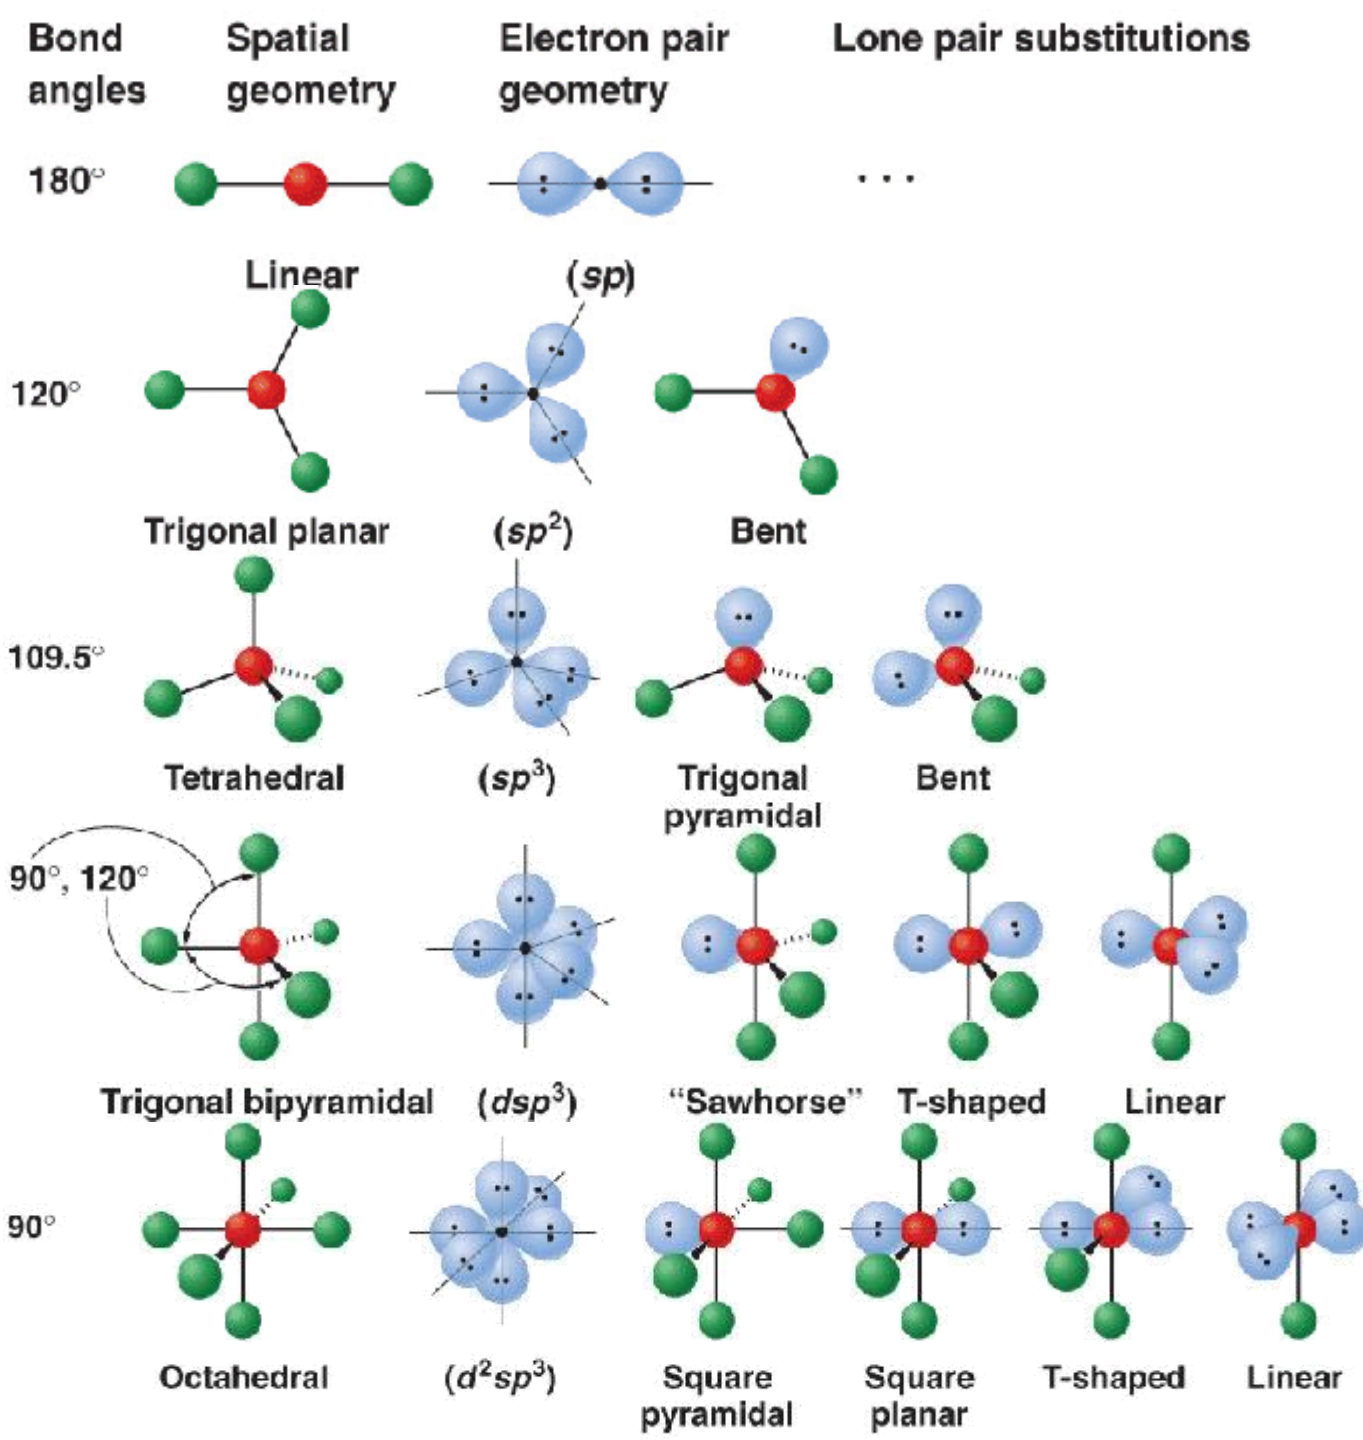 Bond angles
Spatial geometry
Electron pair geometry
Lone pair substitutions
180°
. . .
Linear
(sp)
120°
Trigonal planar
(sp²)
Bent
109.5°
Tetrahedral
(sp³)
Trigonal pyramidal
Bent
90°, 120°
Trigonal bipyramidal
(dsp³)
“Sawhorse”
T-shaped
Linear
90°
Octahedral
(d²sp³)
Square pyramidal
Square planar
T-shaped
Linear